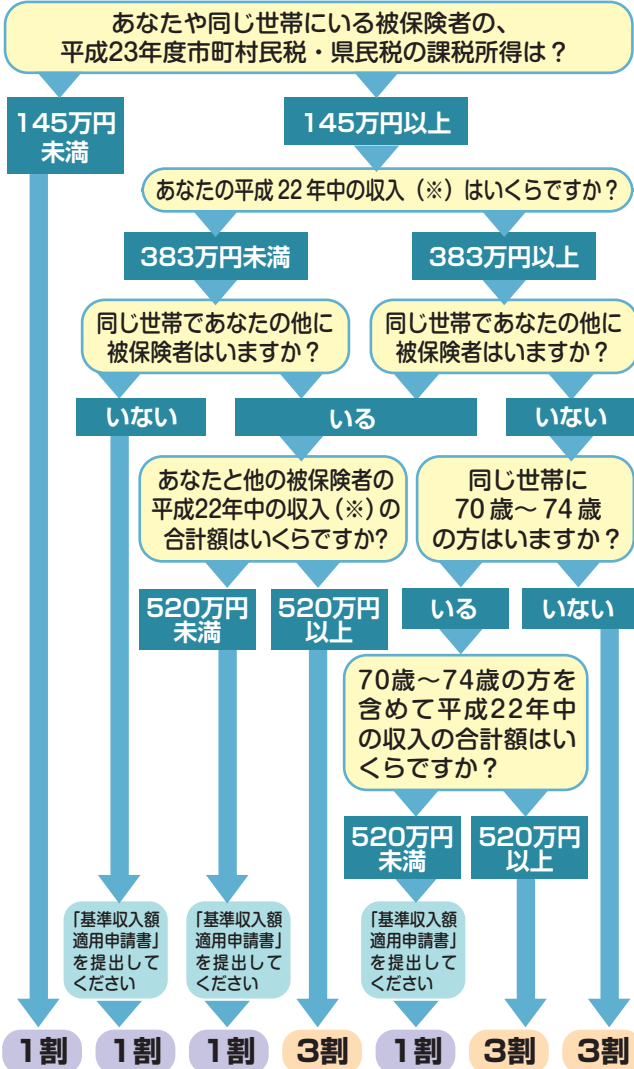 あなたや同じ世帯にいる被保険者の、
平成23年度市町村民税・県民税の課税所得は？
145万円
未満
145万円以上
あなたの平成22年中の収入（※）はいくらですか？
383万円未満
383万円以上
同じ世帯であなたの他に
被保険者はいますか？
同じ世帯であなたの他に
被保険者はいますか？
いない
いる
いない
あなたと他の被保険者の
平成22年中の収入（※）の
合計額はいくらですか?
同じ世帯に
70歳～74歳
の方はいますか？
520万円
未満
520万円
以上
いる
いない
70歳～74歳の方を
含めて平成22年中
の収入の合計額はい
くらですか？
520万円
未満
520万円
以上
「基準収入額
適用申請書」
を提出して
ください
「基準収入額
適用申請書」
を提出して
ください
「基準収入額
適用申請書」
を提出して
ください
1割
1割
1割
3割
1割
3割
3割